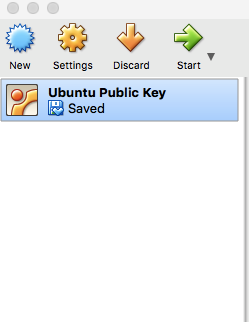 New Settings Discard Start
Ubuntu Public Key
Saved